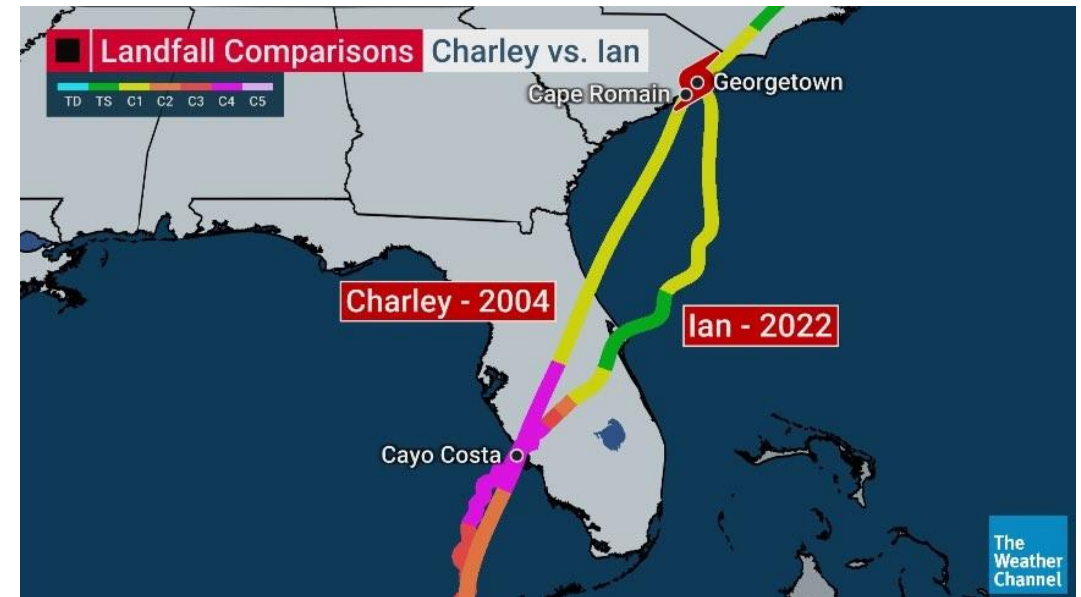 Landfall Comparisons Charley vs. Ian
TD TS C1 C2 C3 C4 C5
Georgetown
Cape Romain
Charley - 2004
Ian - 2022
Cayo Costa
The
Weather
Channel